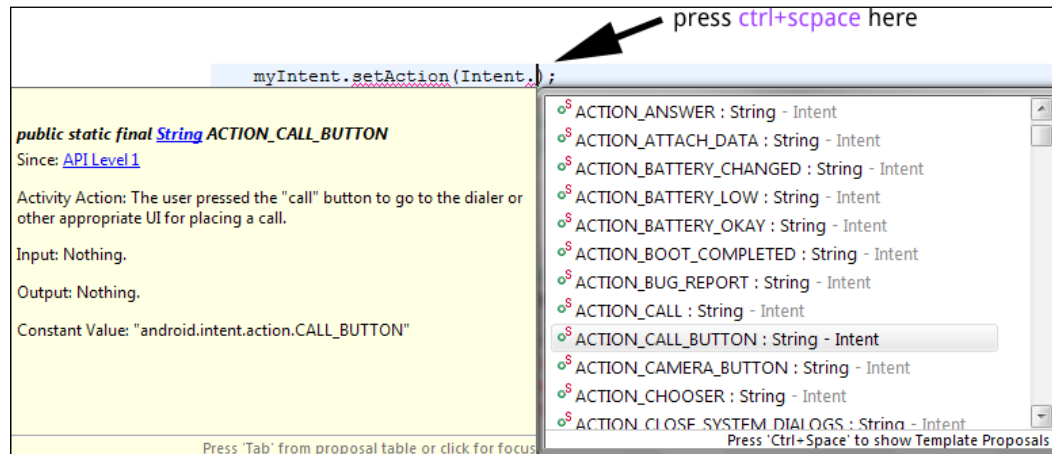 press ctrl+scpace here
myIntent.setAction(Intent.);
public static final String ACTION_CALL_BUTTON
Since: API Level 1
Activity Action: The user pressed the "call" button to go to the dialer or
other appropriate UI for placing a call.
Input: Nothing.
Output: Nothing.
Constant Value: "android.intent.action.CALL_BUTTON"
Press 'Tab' from proposal table or click for focus
ACTION_ANSWER : String - Intent
ACTION_ATTACH_DATA : String - Intent
ACTION_BATTERY_CHANGED : String - Intent
ACTION_BATTERY_LOW : String - Intent
ACTION_BATTERY_OKAY : String - Intent
ACTION_BOOT_COMPLETED : String - Intent
ACTION_BUG_REPORT : String - Intent
ACTION_CALL : String - Intent
ACTION_CALL_BUTTON : String - Intent
ACTION_CAMERA_BUTTON : String - Intent
ACTION_CHOOSER : String - Intent
ACTION_CLOSE_SYSTEM_DIALOGS : String - Intent
Press 'Ctrl+Space' to show Template Proposals